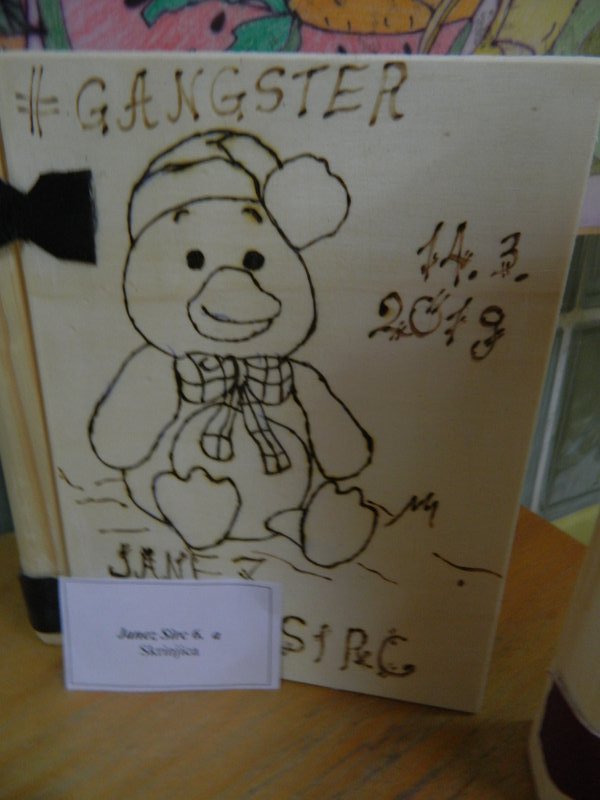 #GANGSTER
14.3.
2019
JANEZ
SIRC
Janez Sirc 6. a
Skrinjica